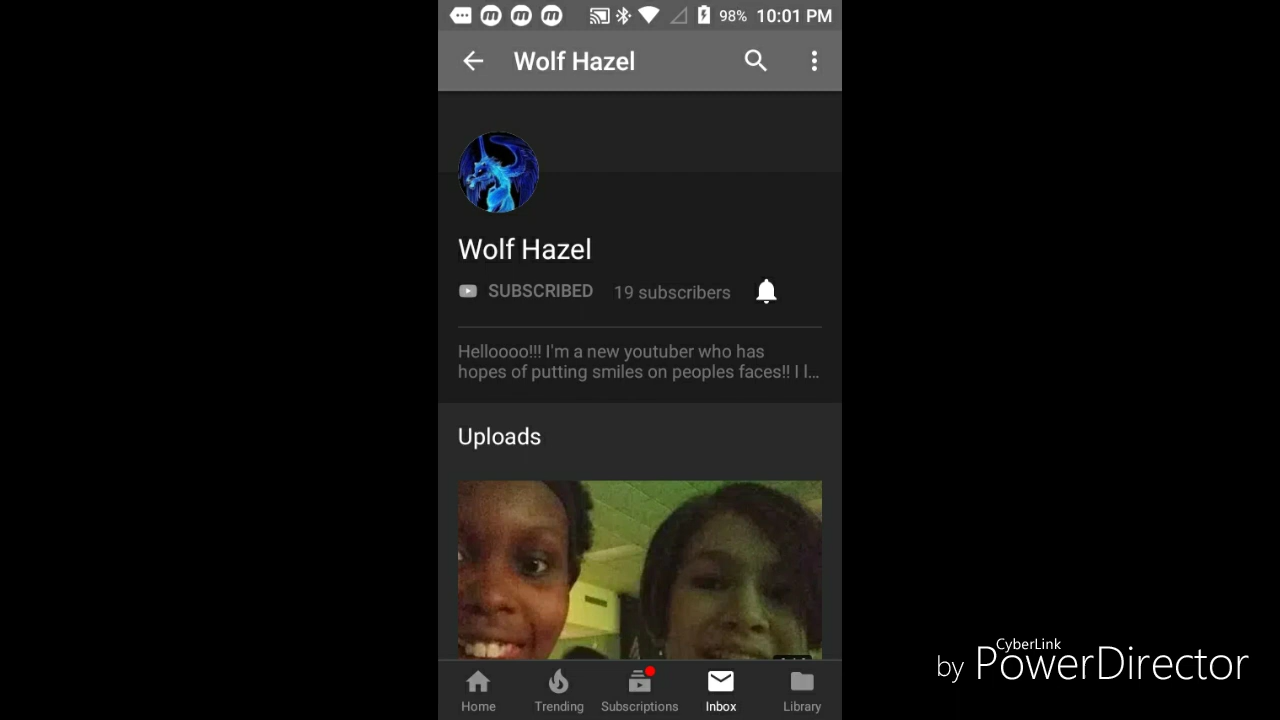 98% 10:01 PM
Wolf Hazel
Wolf Hazel
SUBSCRIBED 19 subscribers
Helloooo!!! I'm a new youtuber who has
hopes of putting smiles on peoples faces!! I l...
Uploads
Home Trending Subscriptions Inbox Library
CyberLink
by PowerDirector